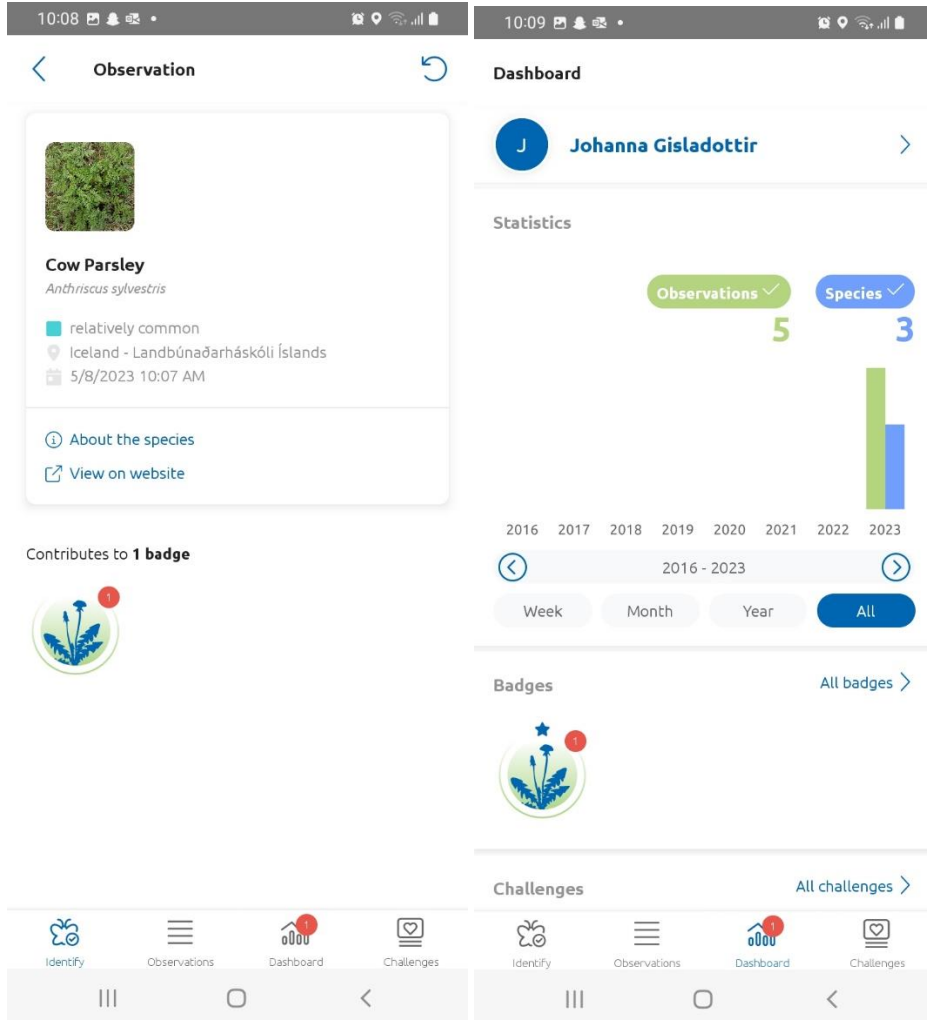 10:08
Observation
Cow Parsley
Anthriscus sylvestris
relatively common
Iceland - Landbúnaðarháskóli Íslands
5/8/2023 10:07 AM
About the species
View on website
Contributes to 1 badge
1
1
Identify Observations Dashboard Challenges
10:09
Dashboard
J Johanna Gisladottir
Statistics
Observations Species
5 3
2016 2017 2018 2019 2020 2021 2022 2023
2016 - 2023
Week Month Year All
Badges All badges
1
Challenges All challenges
1
Identify Observations Dashboard Challenges